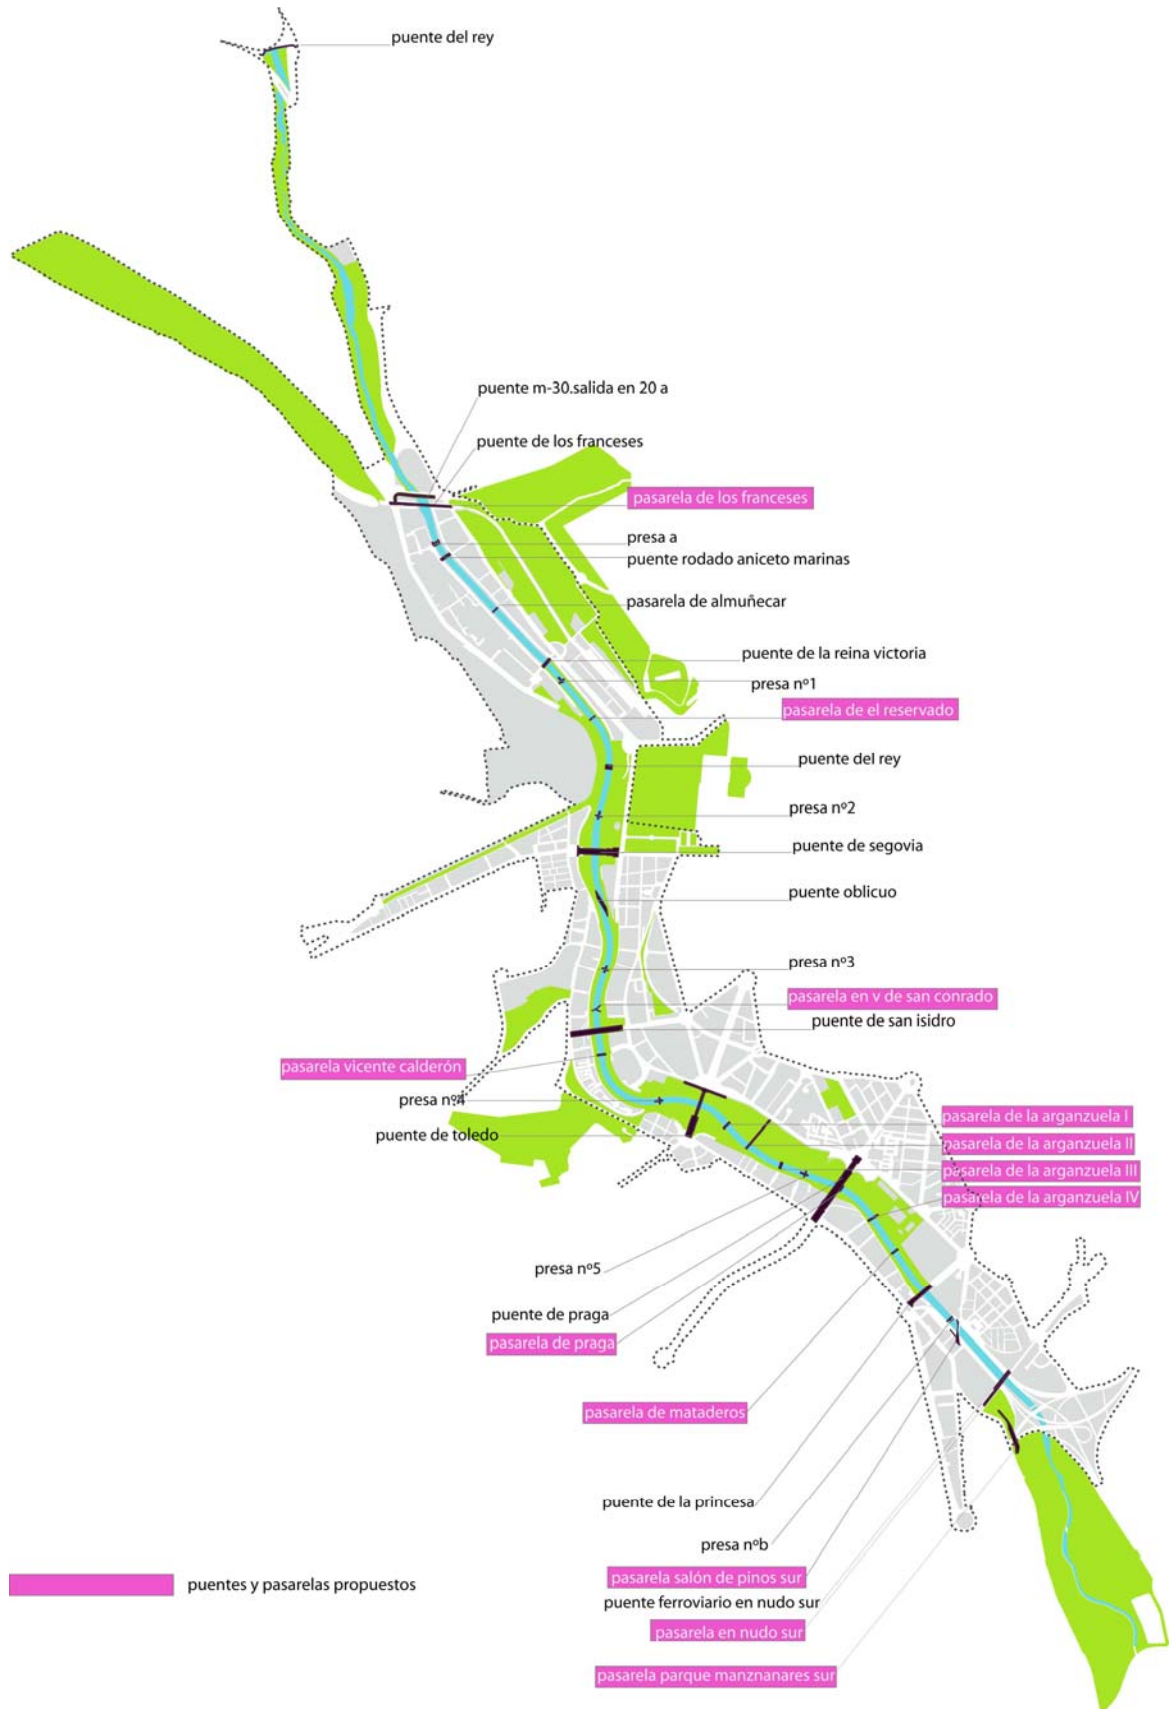 puente del rey
puente m-30.salida en 20 a
puente de los franceses
pasarela de los franceses
presa a
puente rodado aniceto marinas
pasarela de almuñecar
puente de la reina victoria
presa nº1
pasarela de el reservado
puente del rey
presa nº2
puente de segovia
puente oblicuo
presa nº3
pasarela en v de san conrado
puente de san isidro
pasarela vicente calderón
presa nº4
puente de toledo
pasarela de la arganzuela I
pasarela de la arganzuela II
pasarela de la arganzuela III
pasarela de la arganzuela IV
presa nº5
puente de praga
pasarela de praga
pasarela de mataderos
puente de la princesa
presa nºb
pasarela salón de pinos sur
puente ferroviario en nudo sur
pasarela en nudo sur
pasarela parque manznanares sur
puentes y pasarelas propuestos